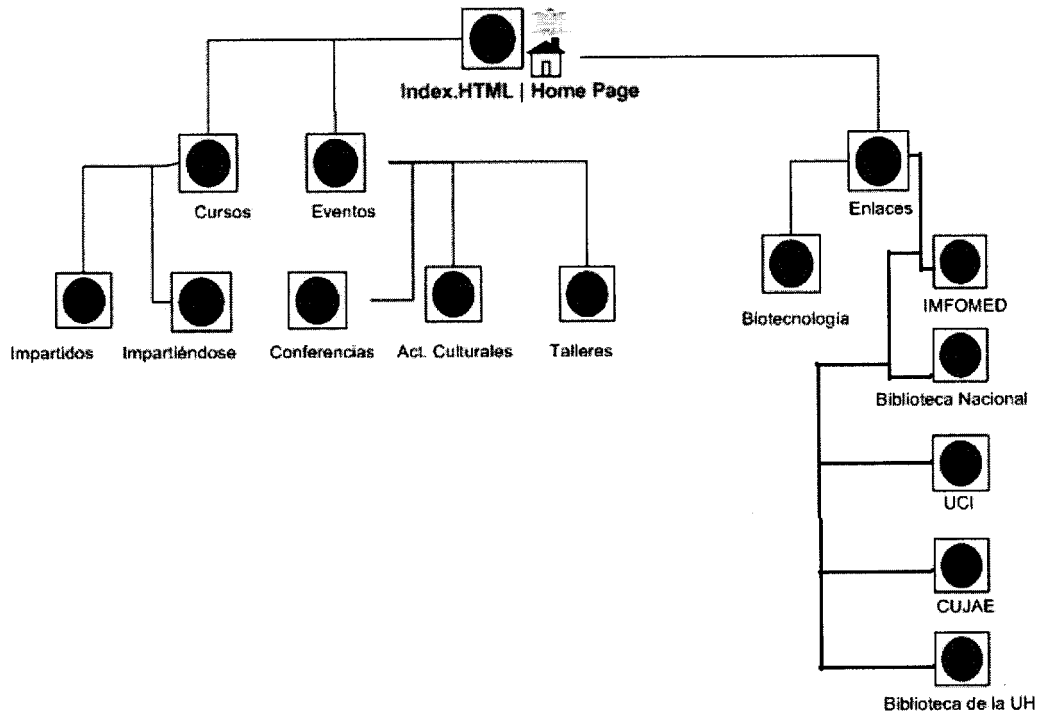 Index.HTML | Home Page
Cursos
Eventos
Enlaces
Biotecnología
IMFOMED
Impartidos
Impartiéndose
Conferencias
Act. Culturales
Talleres
Biblioteca Nacional
UCI
CUJAE
Biblioteca de la UH